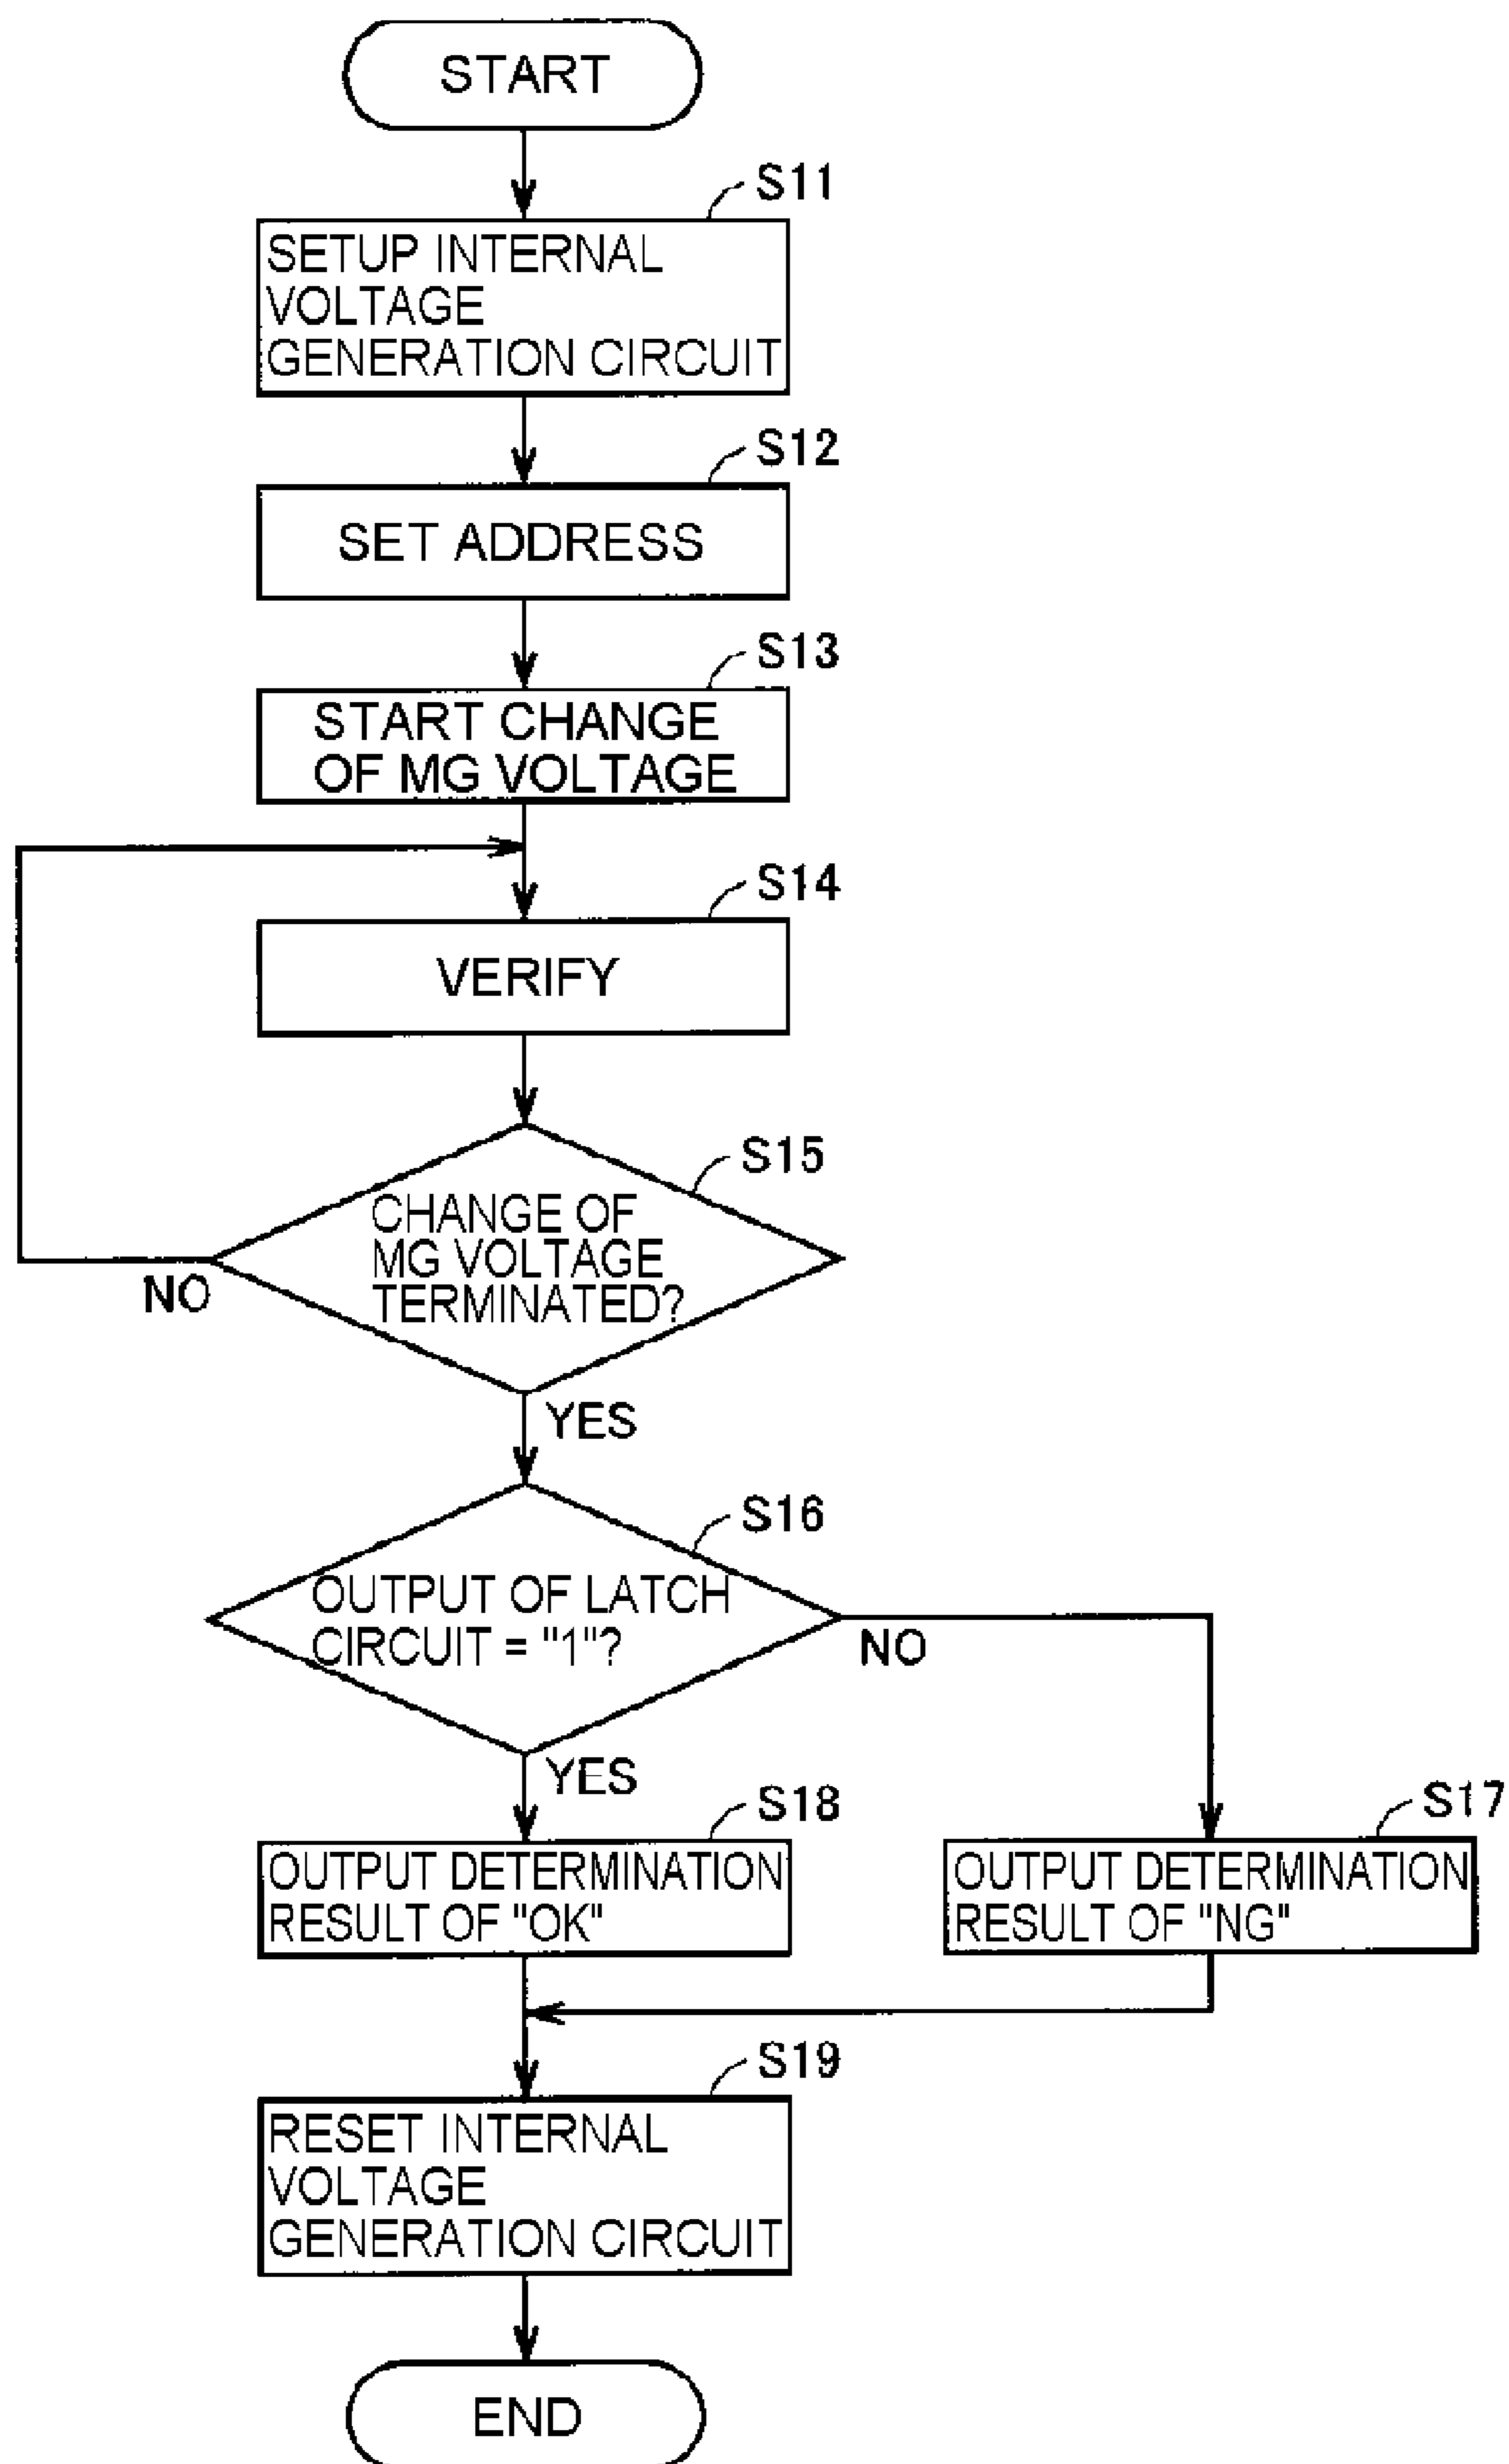 START
S11
SETUP INTERNAL
VOLTAGE
GENERATION CIRCUIT
S12
SET ADDRESS
S13
START CHANGE
OF MG VOLTAGE
S14
VERIFY
S15
CHANGE OF
MG VOLTAGE
TERMINATED?
NO
YES
S16
OUTPUT OF LATCH
CIRCUIT = "1"?
NO
YES
S18
OUTPUT DETERMINATION
RESULT OF "OK"
S17
OUTPUT DETERMINATION
RESULT OF "NG"
S19
RESET INTERNAL
VOLTAGE
GENERATION CIRCUIT
END